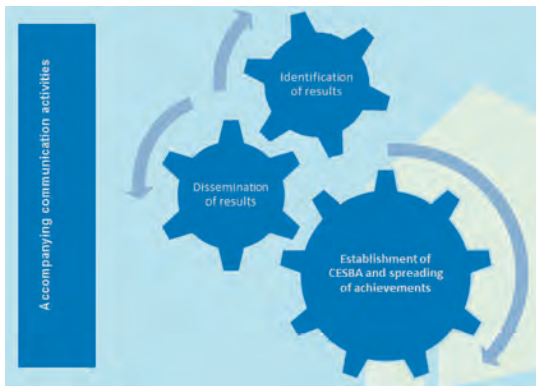 Accompanying communication activities
Identification
of results
Dissemination
of results
Establishment of
CESBA and spreading
of achievements